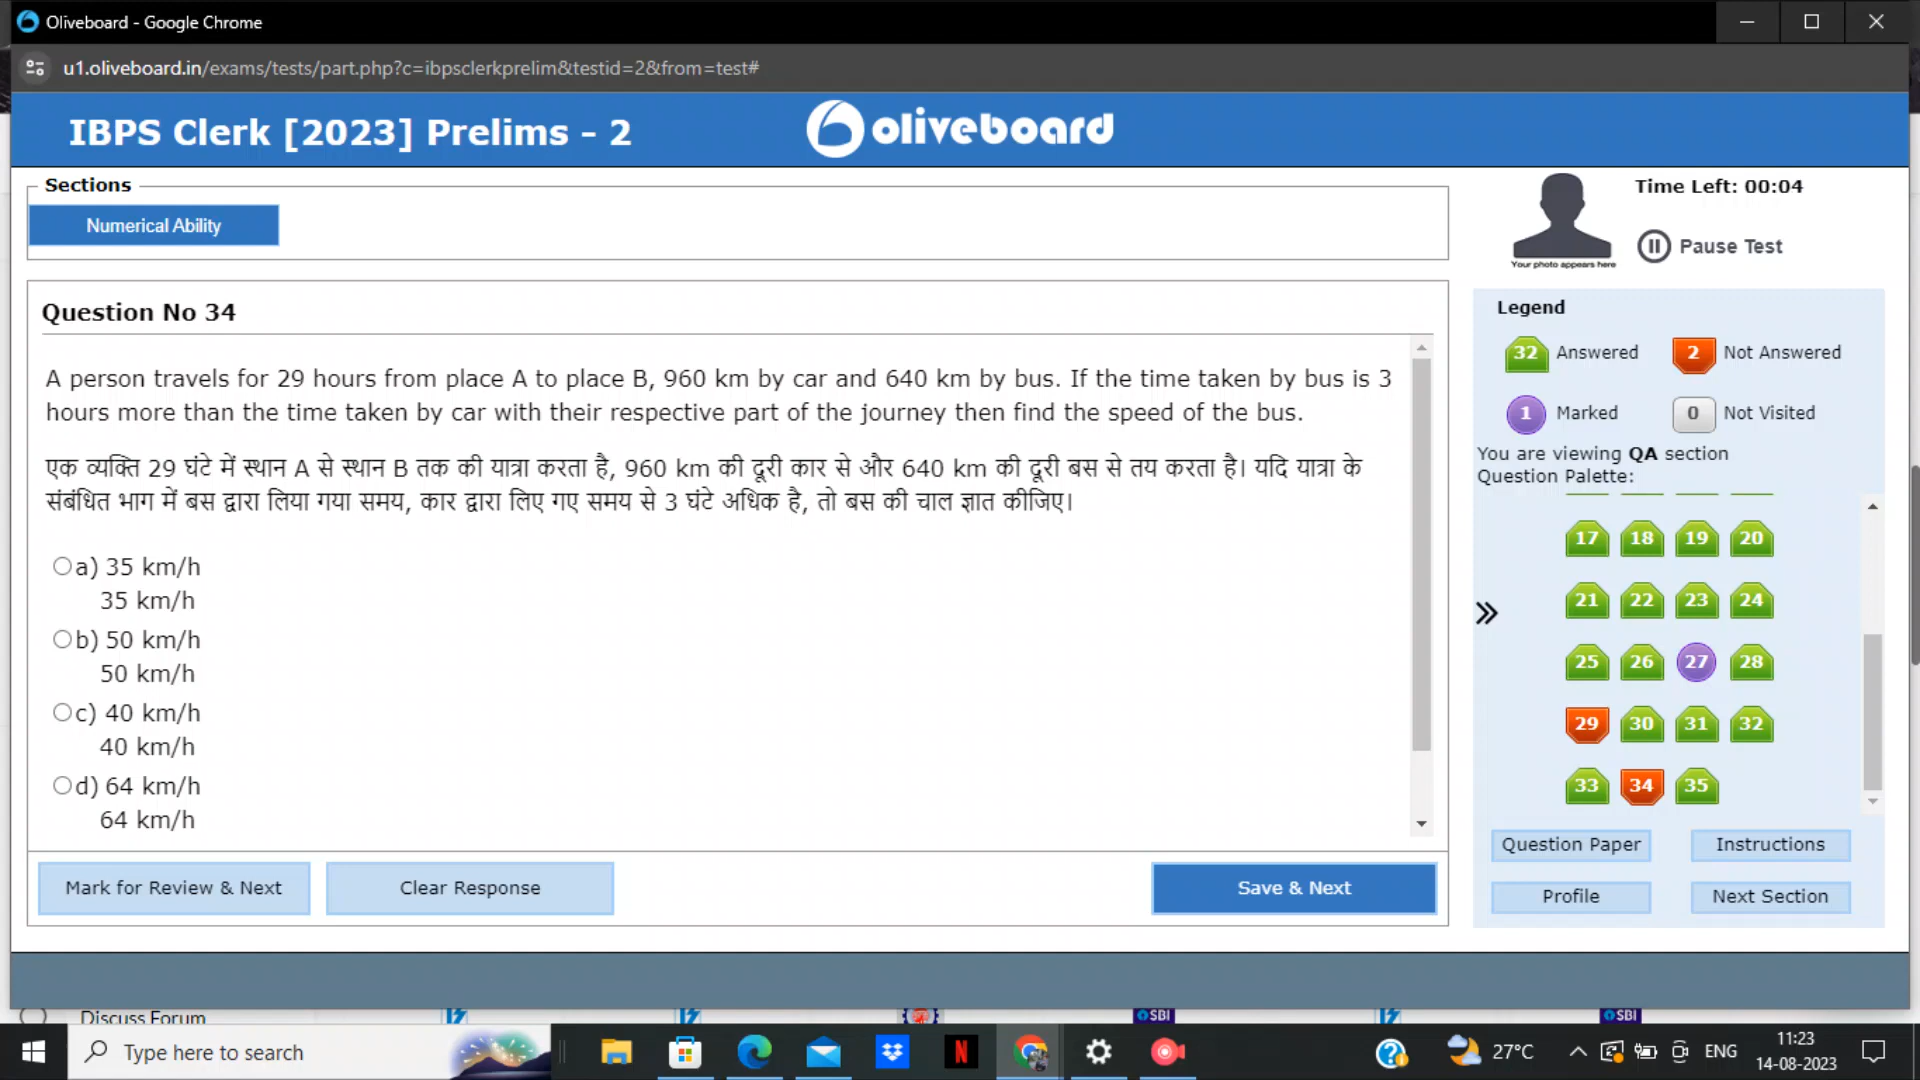 Oliveboard - Google Chrome
u1.oliveboard.in/exams/tests/part.php?c=ibpsclerkprelim&testid=2&from=test#
IBPS Clerk [2023] Prelims - 2
oliveboard
Sections
Numerical Ability
Your photo appears here
Time Left: 00:04
Pause Test
Question No 34
A person travels for 29 hours from place A to place B, 960 km by car and 640 km by bus. If the time taken by bus is 3
hours more than the time taken by car with their respective part of the journey then find the speed of the bus.
एक व्यक्ति 29 घंटे में स्थान A से स्थान B तक की यात्रा करता है, 960 km की दूरी कार से और 640 km की दूरी बस से तय करता है। यदि यात्रा के
संबंधित भाग में बस द्वारा लिया गया समय, कार द्वारा लिए गए समय से 3 घंटे अधिक है, तो बस की चाल ज्ञात कीजिए।
a) 35 km/h
35 km/h
b) 50 km/h
50 km/h
c) 40 km/h
40 km/h
d) 64 km/h
64 km/h
Mark for Review & Next
Clear Response
Save & Next
Legend
32 Answered
2 Not Answered
1 Marked
0 Not Visited
You are viewing QA section
Question Palette:
17 18 19 20
21 22 23 24
25 26 27 28
29 30 31 32
33 34 35
Question Paper
Instructions
Profile
Next Section
Discuss Forum
SBI
SBI
Type here to search
N
27°C
ENG
11:23
14-08-2023